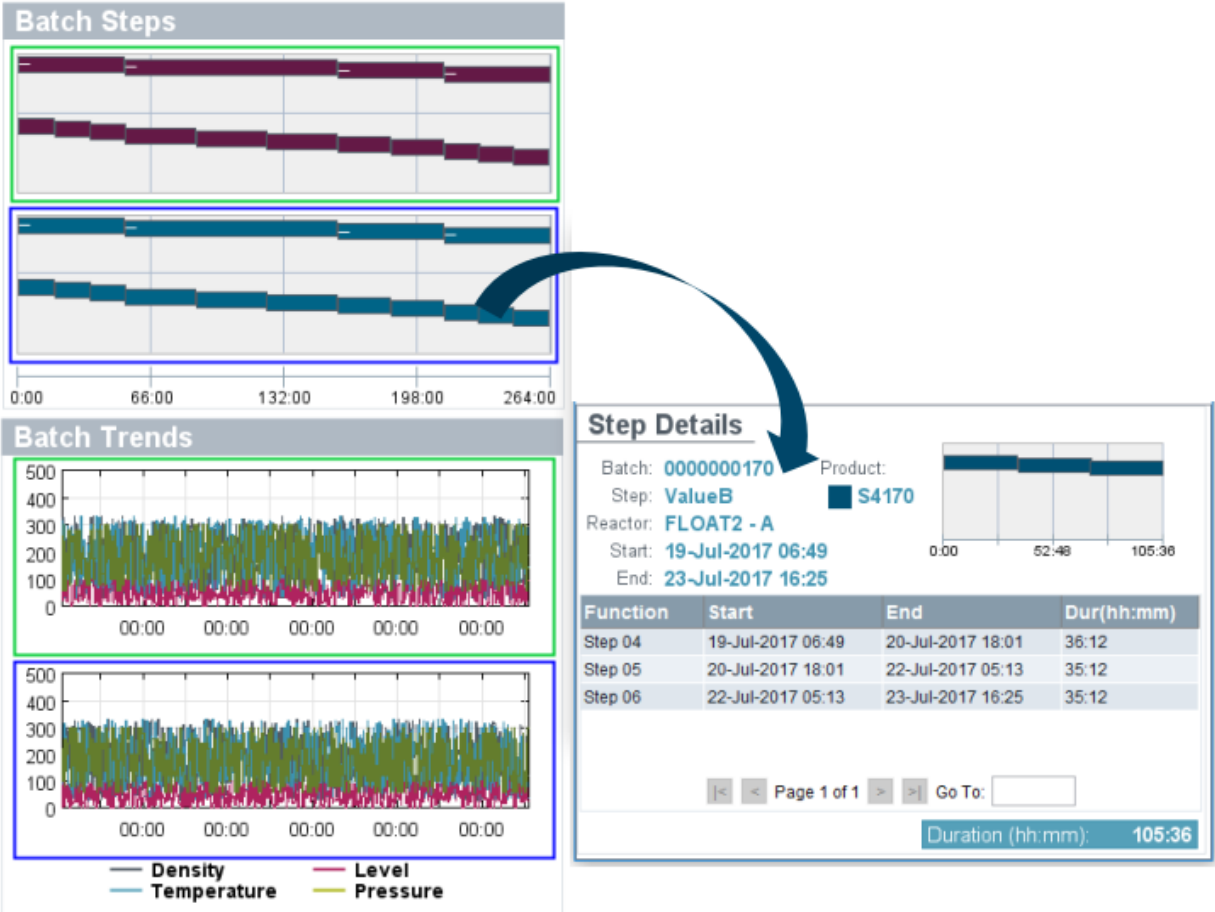 Batch Steps
0:00 66:00 132:00 198:00 264:00
Batch Trends
500
400
300
200
100
0
00:00 00:00 00:00 00:00 00:00
500
400
300
200
100
0
00:00 00:00 00:00 00:00 00:00
Density Level
Temperature Pressure
Step Details
Batch: 0000000170 Product:
Step: ValueB S4170
Reactor: FLOAT2 - A
Start: 19-Jul-2017 06:49
End: 23-Jul-2017 16:25
0:00 52:48 105:36
Function Start End Dur(hh:mm)
Step 04 19-Jul-2017 06:49 20-Jul-2017 18:01 36:12
Step 05 20-Jul-2017 18:01 22-Jul-2017 05:13 35:12
Step 06 22-Jul-2017 05:13 23-Jul-2017 16:25 35:12
|< < Page 1 of 1 > >| Go To:
Duration (hh:mm): 105:36